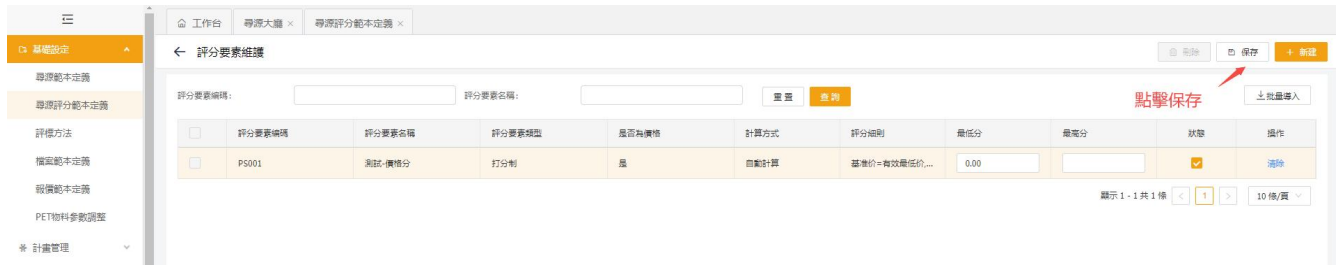 工作台 尋源大廳 × 尋源評分範本定義 ×
基礎設定
← 評分要素維護 刪除 保存 + 新建
尋源範本定義
尋源評分範本定義
評分要素編碼: 評分要素名稱: 重置 查詢 點擊保存 批量導入
評標方法
評分要素編碼 評分要素名稱 評分要素類型 是否為價格 計算方式 評分細則 最低分 最高分 狀態 操作
檔案範本定義
PS001 測試-價格分 打分制 是 自動計算 基准价=有效最低价,... 0.00 清除
報價範本定義
顯示 1 - 1 共 1 條 < 1 > 10 條/頁
PET物料參數調整
計畫管理